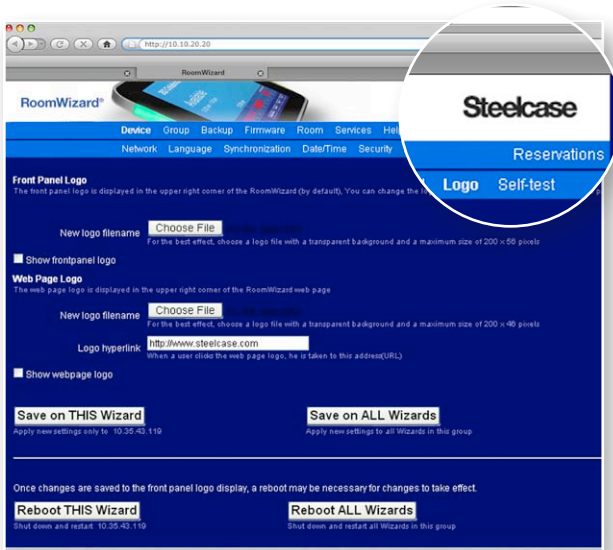 http://10.10.20.20
RoomWizard
RoomWizard®
Available
Steelcase
Device Group Backup Firmware Room Services Help
Reservations
Network Language Synchronization Date/Time Security Logo Self-test
Front Panel Logo
The front panel logo is displayed in the upper right corner of the RoomWizard (by default), You can change the
New logo filename Choose File
For the best effect, choose a logo file with a transparent background and a maximum size of 200 x 56 pixels
Show frontpanel logo
Web Page Logo
The web page logo is displayed in the upper right corner of the RoomWizard web page
New logo filename Choose File
For the best effect, choose a logo file with a transparent background and a maximum size of 200 x 48 pixels
Logo hyperlink http://www.steelcase.com
When a user clicks the web page logo, he is taken to this address(URL)
Show webpage logo
Save on THIS Wizard Save on ALL Wizards
Apply new settings only to 10.35.43.119 Apply new settings to all Wizards in this group
Once changes are saved to the front panel logo display, a reboot may be necessary for changes to take effect.
Reboot THIS Wizard Reboot ALL Wizards
Shut down and restart 10.35.43.119 Shut down and restart all Wizards in this group